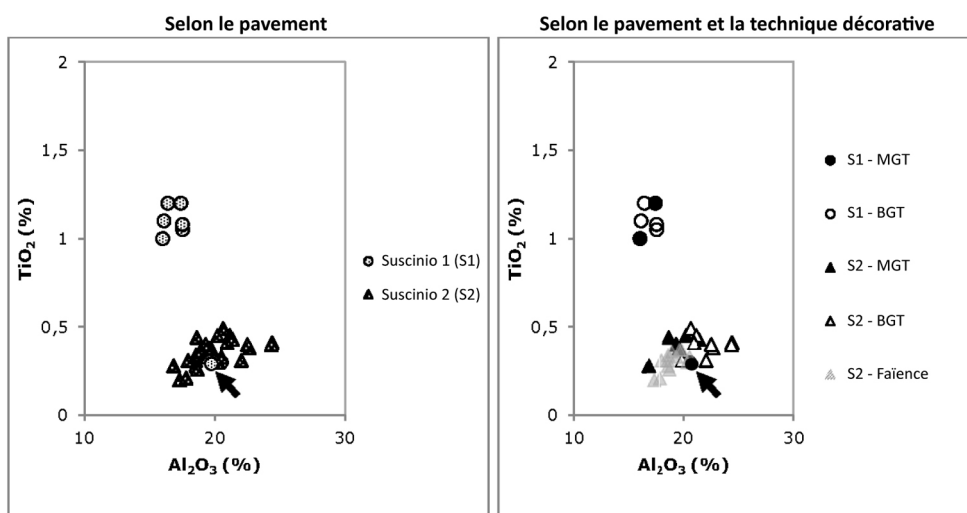 Selon le pavement
2
1,5
1
0,5
0
TiO₂ (%)
10 20 30
Al₂O₃ (%)
Suscinio 1 (S1)
Suscinio 2 (S2)
Selon le pavement et la technique décorative
2
1,5
1
0,5
0
TiO₂ (%)
10 20 30
Al₂O₃ (%)
S1 - MGT
S1 - BGT
S2 - MGT
S2 - BGT
S2 - Faïence